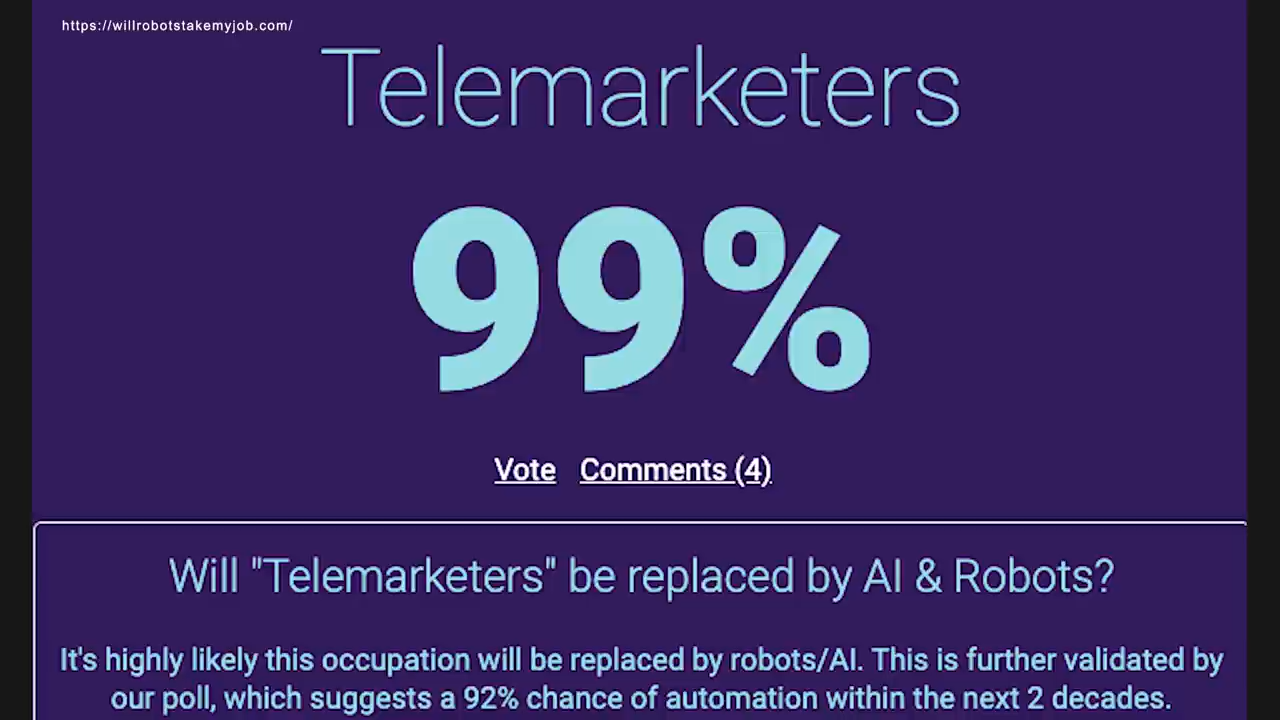 https://willrobotstakemyjob.com/
Telemarketers
99%
Vote Comments (4)
Will "Telemarketers" be replaced by AI & Robots?
It's highly likely this occupation will be replaced by robots/AI. This is further validated by
our poll, which suggests a 92% chance of automation within the next 2 decades.